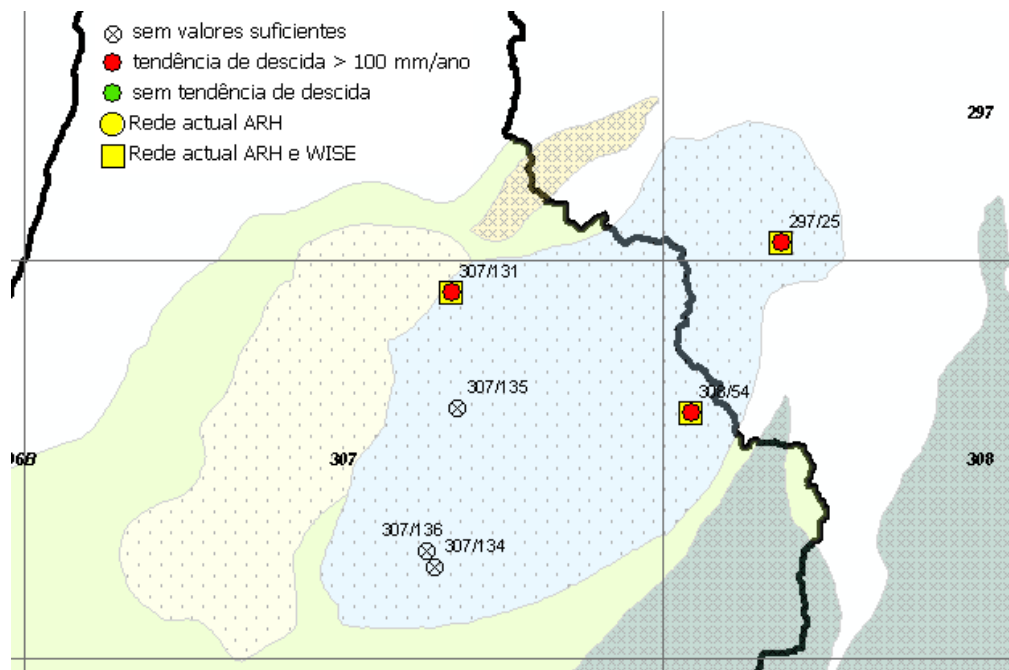 sem valores suficientes
tendência de descida > 100 mm/ano
sem tendência de descida
Rede actual ARH
Rede actual ARH e WISE
297
297/25
307/131
307/135
308/54
06B
307
308
307/136
307/134